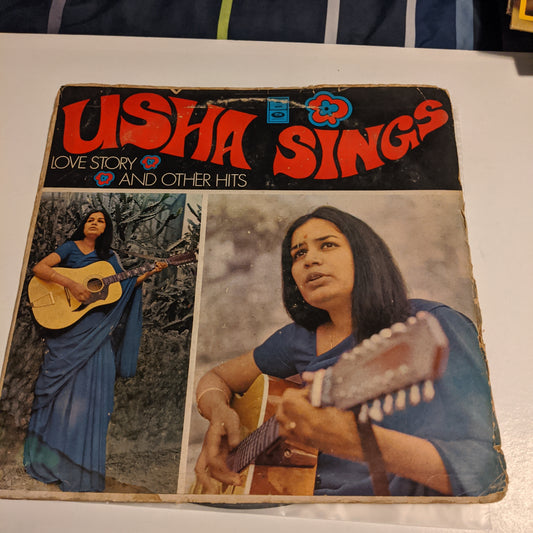 USHA SINGS
LOVE STORY
AND OTHER HITS